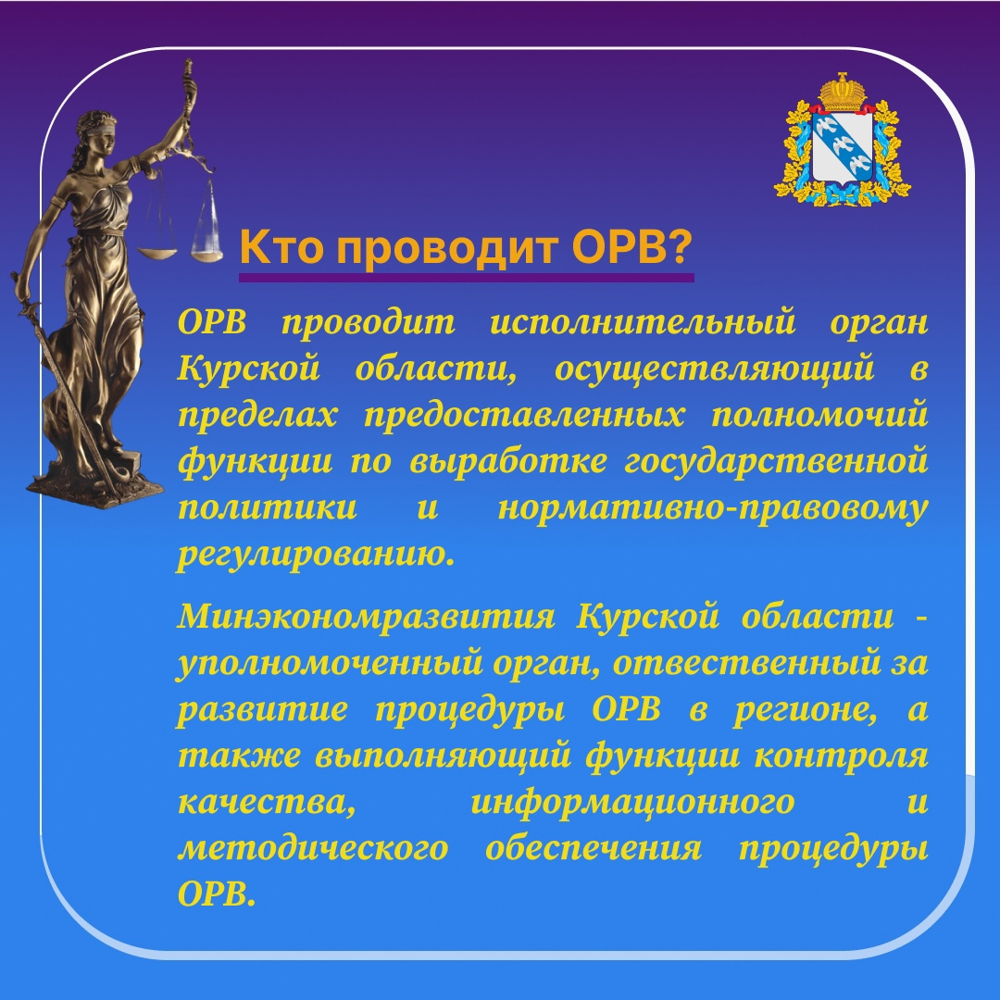 Кто проводит ОРВ?
ОРВ проводит исполнительный орган
Курской области, осуществляющий в
пределах предоставленных полномочий
функции по выработке государственной
политики и нормативно-правовому
регулированию.
Минэкономразвития Курской области -
уполномоченный орган, отвественный за
развитие процедуры ОРВ в регионе, а
также выполняющий функции контроля
качества, информационного и
методического обеспечения процедуры
ОРВ.